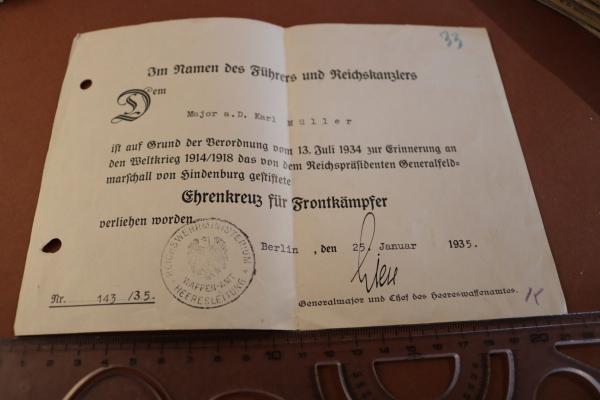 33
Im Namen des Führers und Reichskanzlers
Dem
Major a.D. Karl Müller
ist auf Grund der Verordnung vom 13. Juli 1934 zur Erinnerung an
den Weltkrieg 1914/1918 das von dem Reichspräsidenten Generalfeld-
marschall von Hindenburg gestiftete
Ehrenkreuz für Frontkämpfer
verliehen worden.
Berlin, den 25. Januar 1935.
REICHSWEHRMINISTERIUM
WAFFEN-AMT
HEERESLEITUNG
Nr. 143 /35.
Generalmajor und Chef des Heereswaffenamtes.